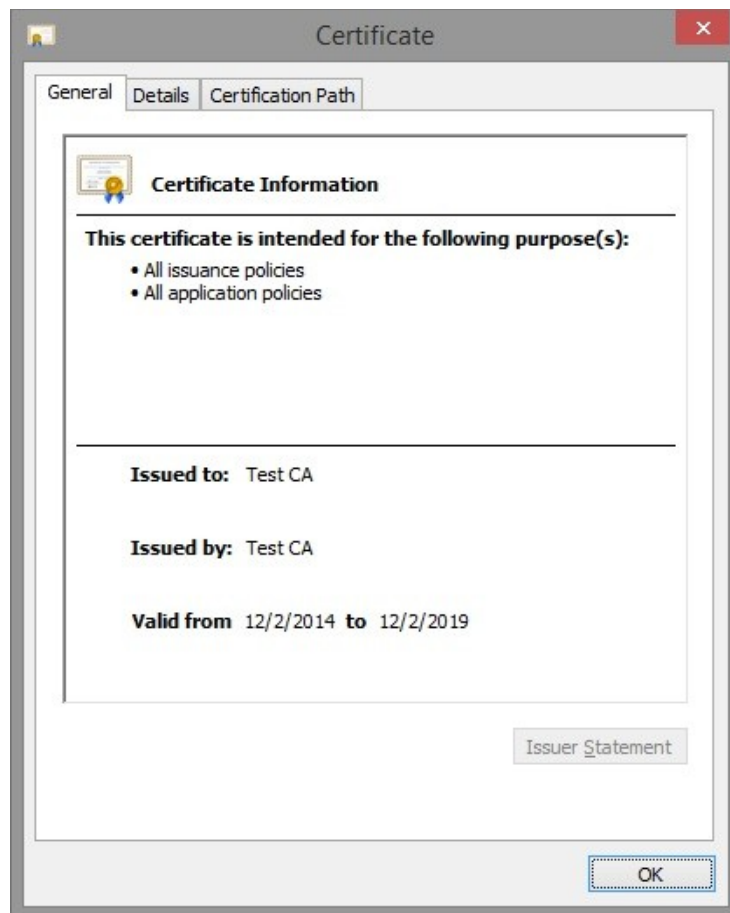 Certificate
General Details Certification Path
Certificate Information
This certificate is intended for the following purpose(s):
• All issuance policies
• All application policies
Issued to: Test CA
Issued by: Test CA
Valid from 12/2/2014 to 12/2/2019
Issuer Statement
OK